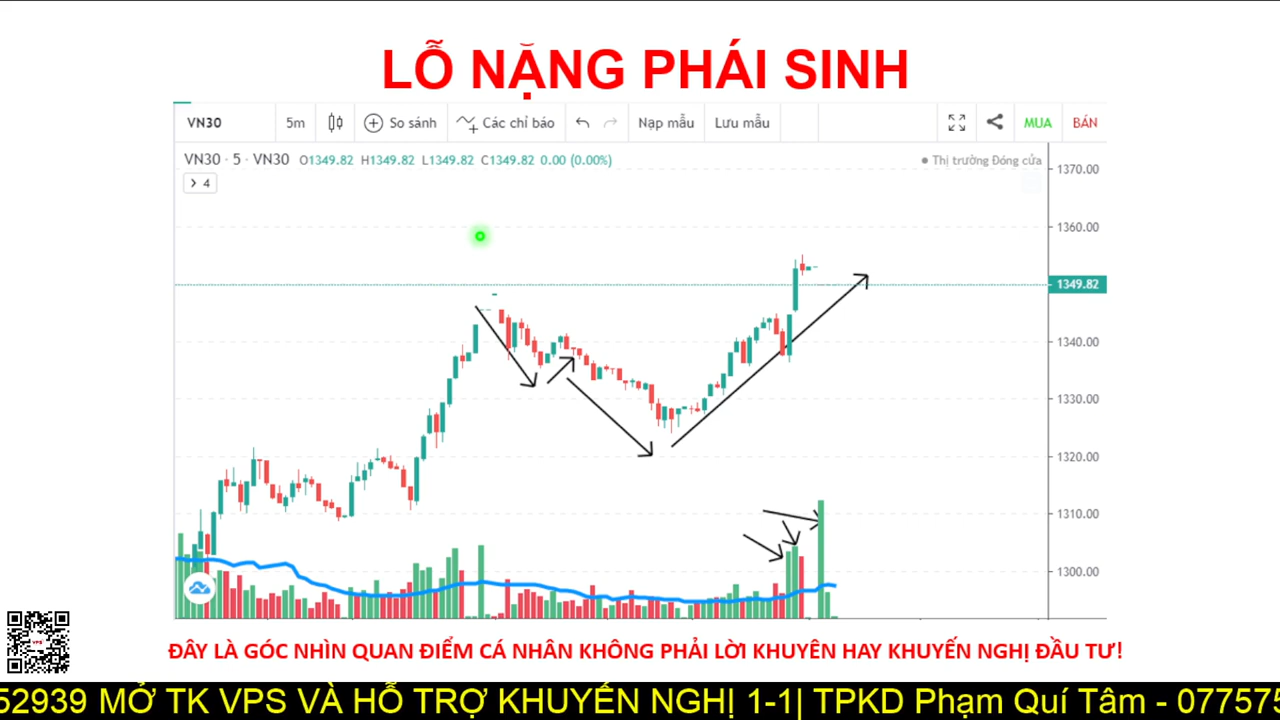 LỖ NẶNG PHÁI SINH
VN30 5m So sánh Các chỉ báo Nạp mẫu Lưu mẫu MUA BÁN
VN30 · 5 · VN30 O1349.82 H1349.82 L1349.82 C1349.82 0.00 (0.00%) Thị trường Đóng cửa
4
1370.00
1360.00
1349.82
1340.00
1330.00
1320.00
1310.00
1300.00
VPS
ĐÂY LÀ GÓC NHÌN QUAN ĐIỂM CÁ NHÂN KHÔNG PHẢI LỜI KHUYÊN HAY KHUYẾN NGHỊ ĐẦU TƯ!
52939 MỞ TK VPS VÀ HỖ TRỢ KHUYẾN NGHỊ 1-1| TPKD Phạm Quí Tâm - 077575